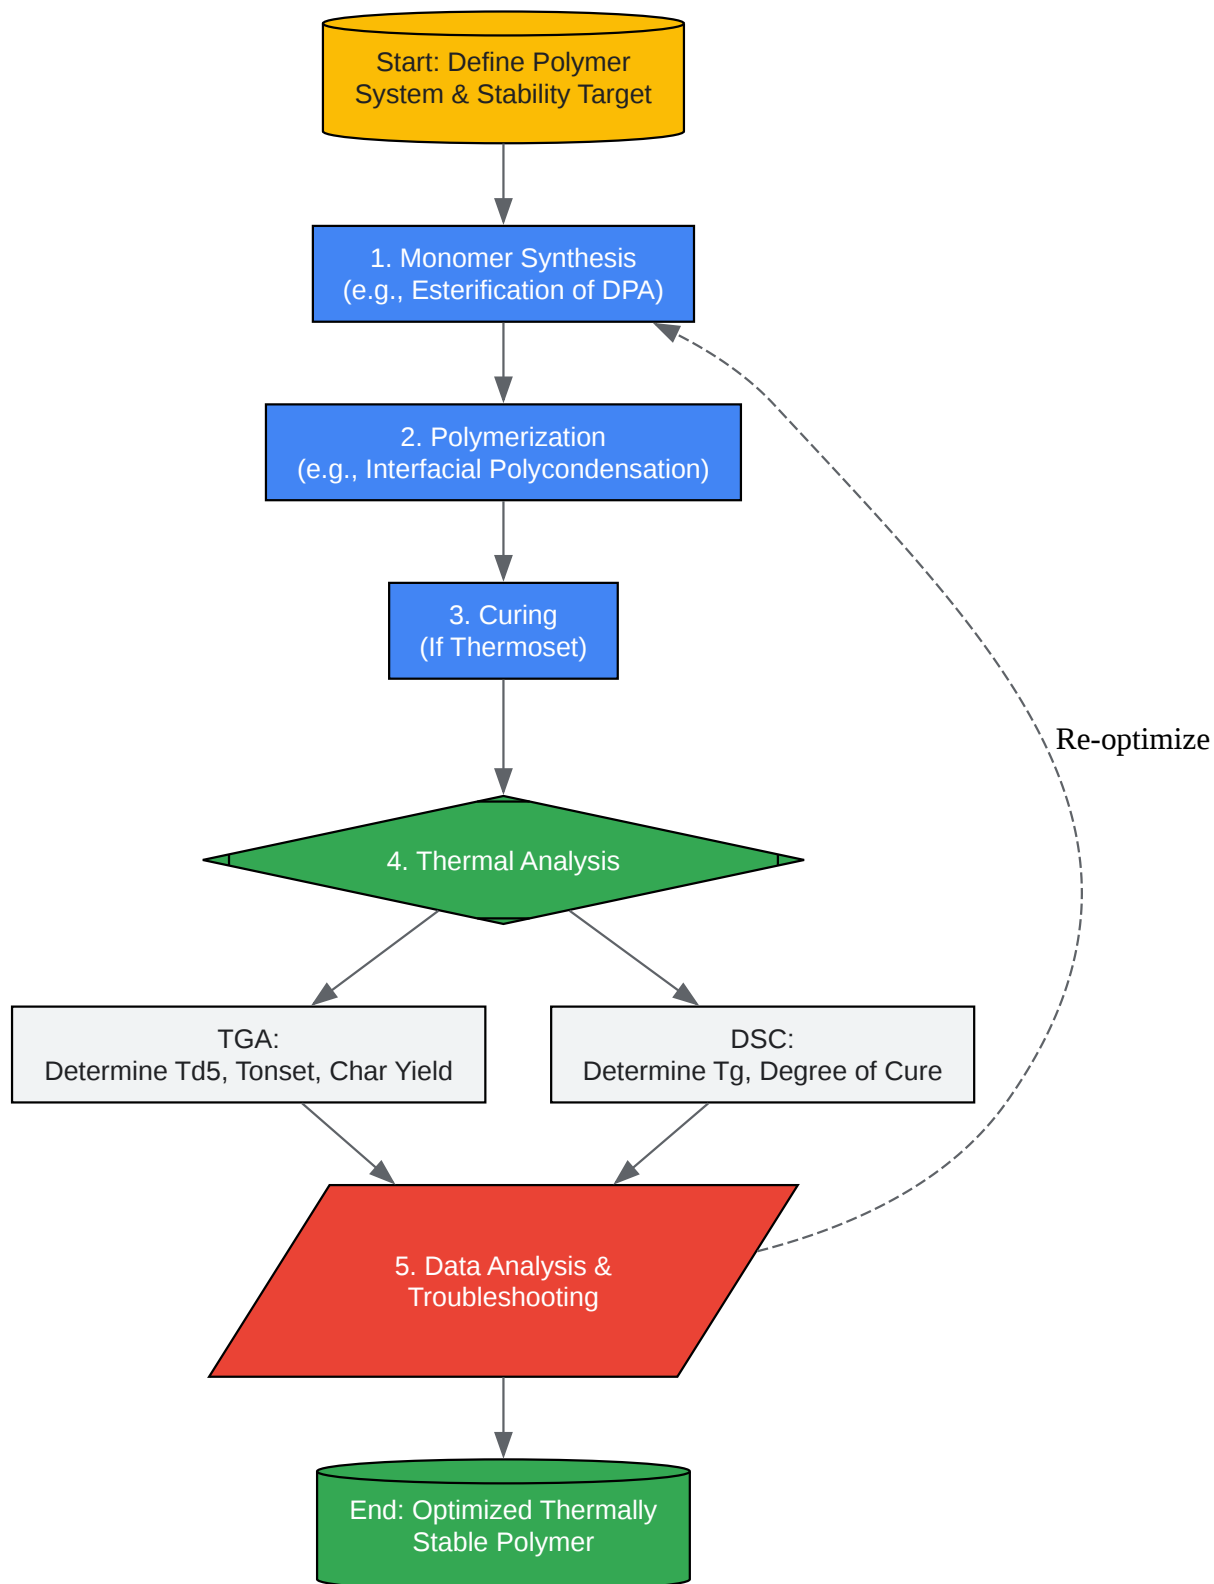 Start: Define Polymer
System & Stability Target
1. Monomer Synthesis
(e.g., Esterification of DPA)
2. Polymerization
(e.g., Interfacial Polycondensation)
3. Curing
(If Thermoset)
Re-optimize
4. Thermal Analysis
TGA:
Determine Td5, Tonset, Char Yield
DSC:
Determine Tg, Degree of Cure
5. Data Analysis &
Troubleshooting
End: Optimized Thermally
Stable Polymer